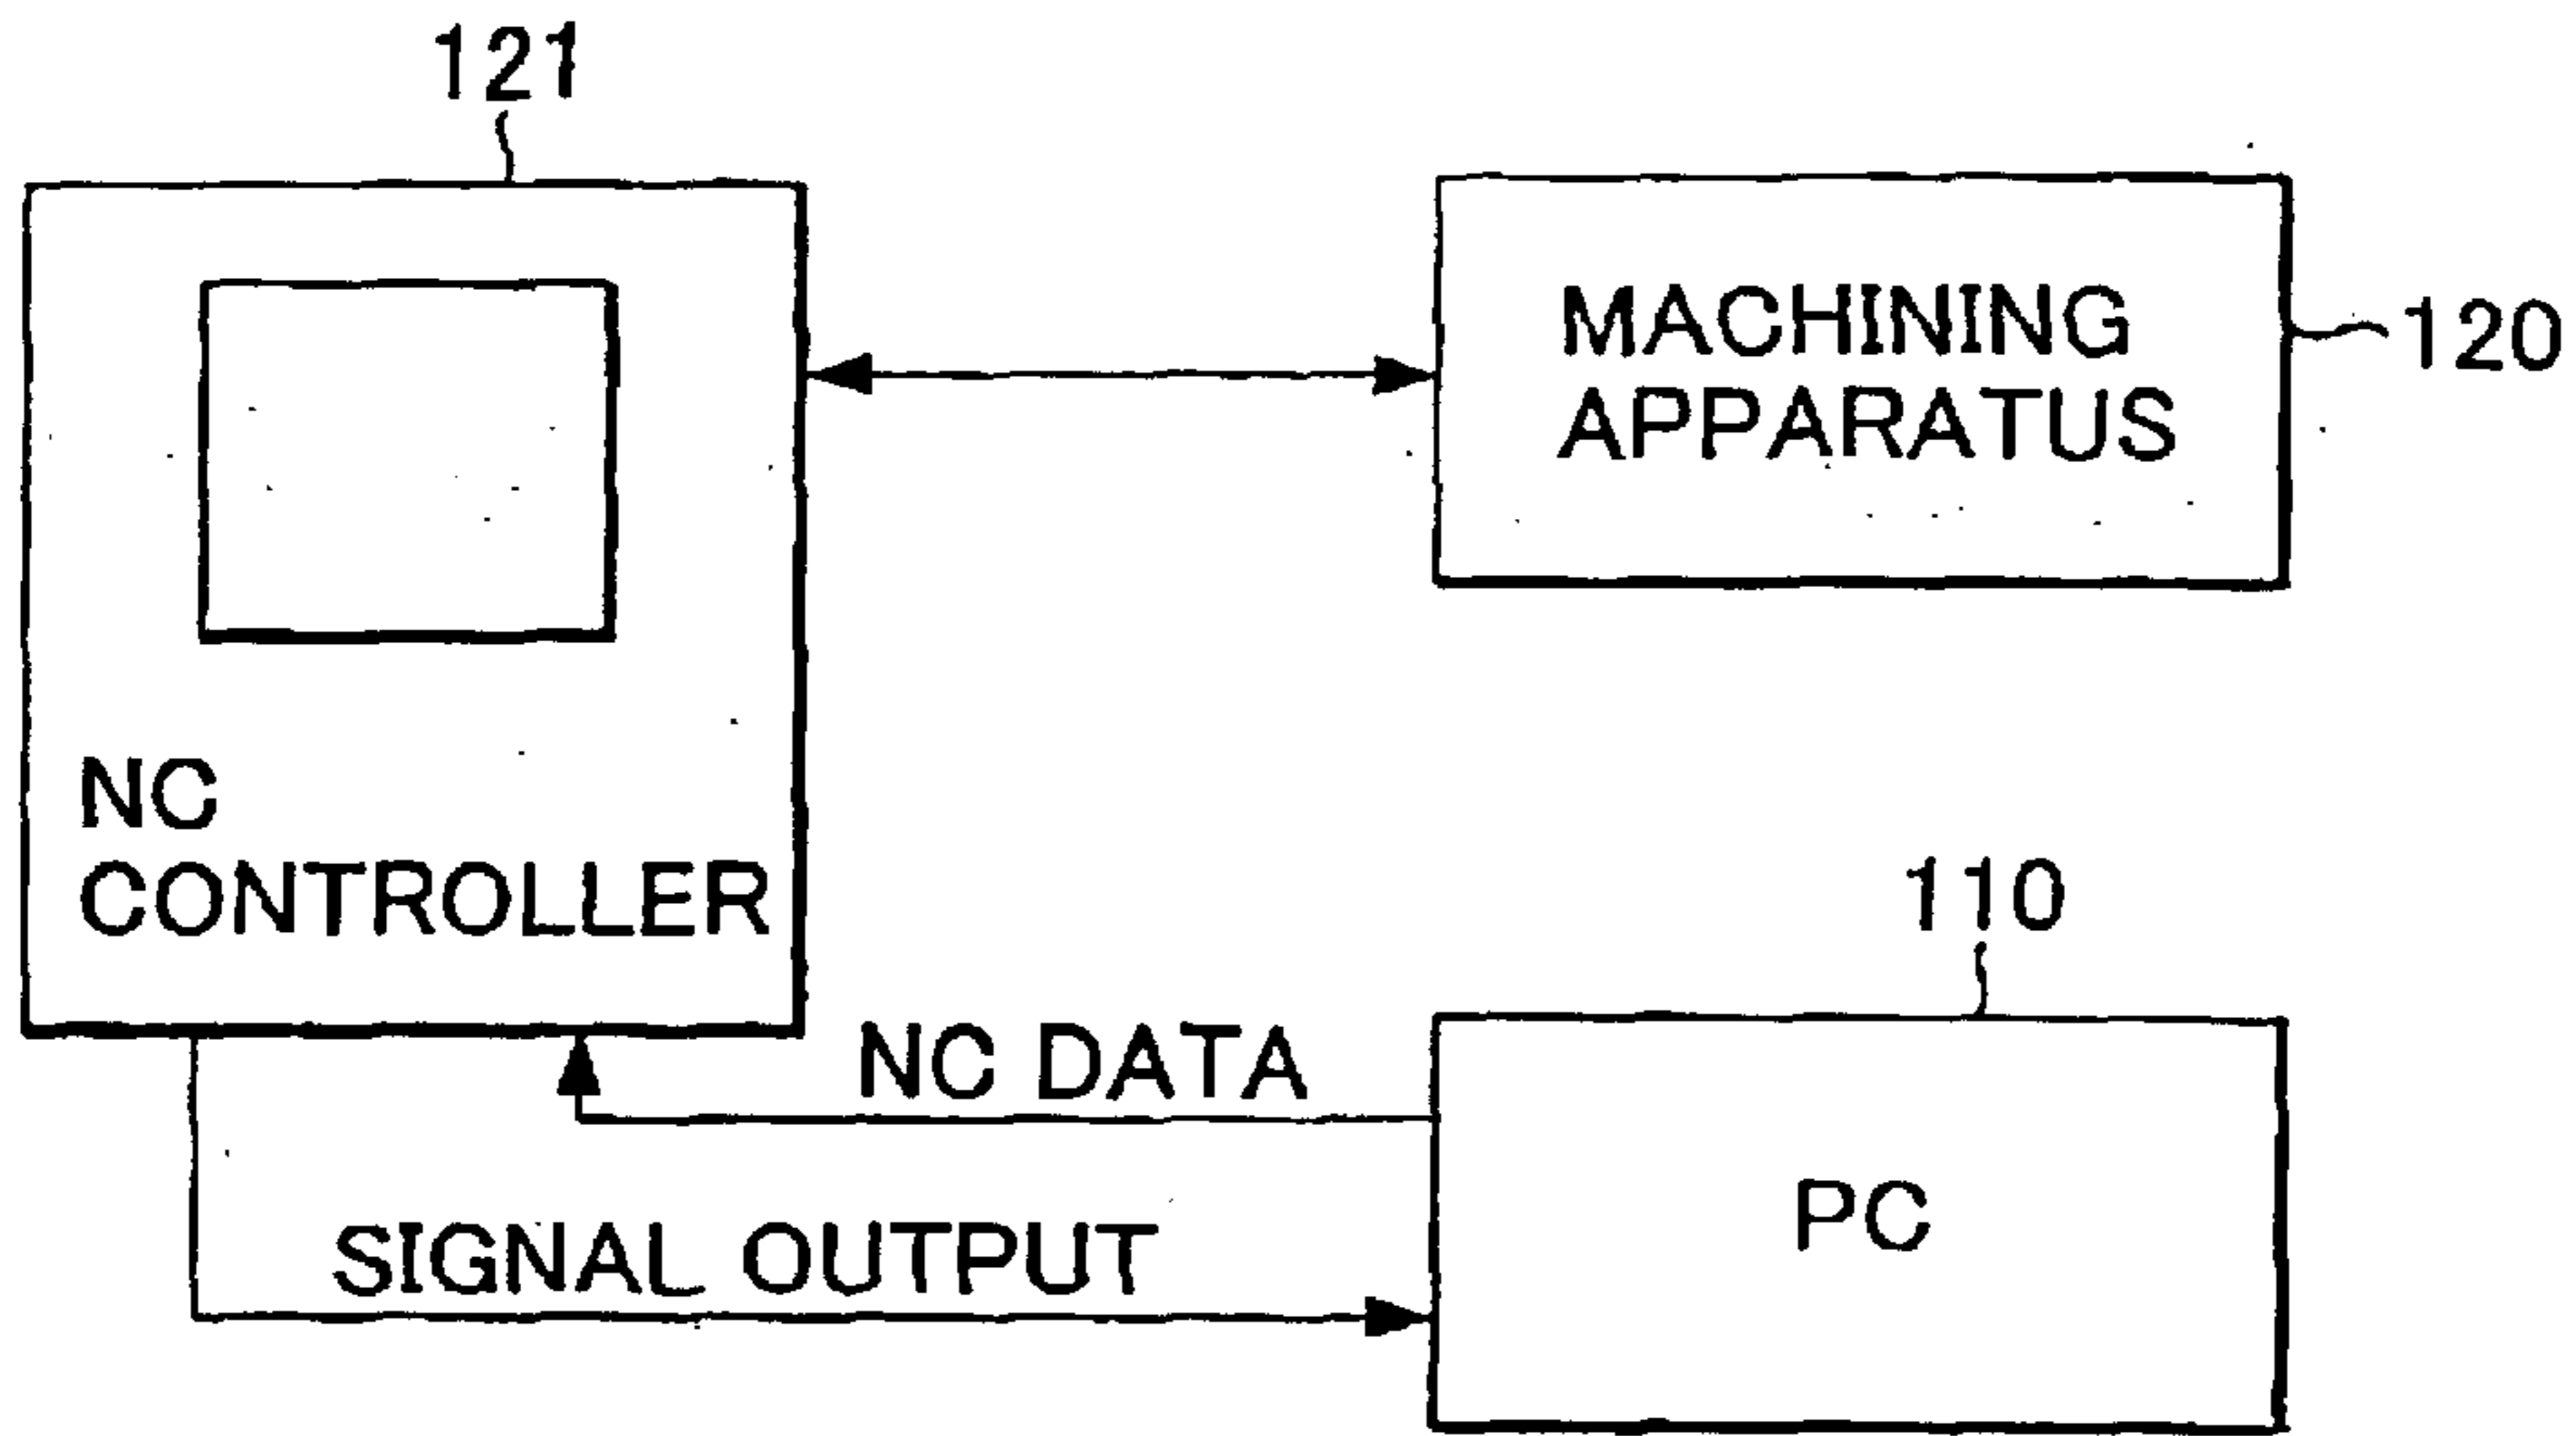 121
MACHINING
APPARATUS
120
NC
CONTROLLER
110
NC DATA
PC
SIGNAL OUTPUT